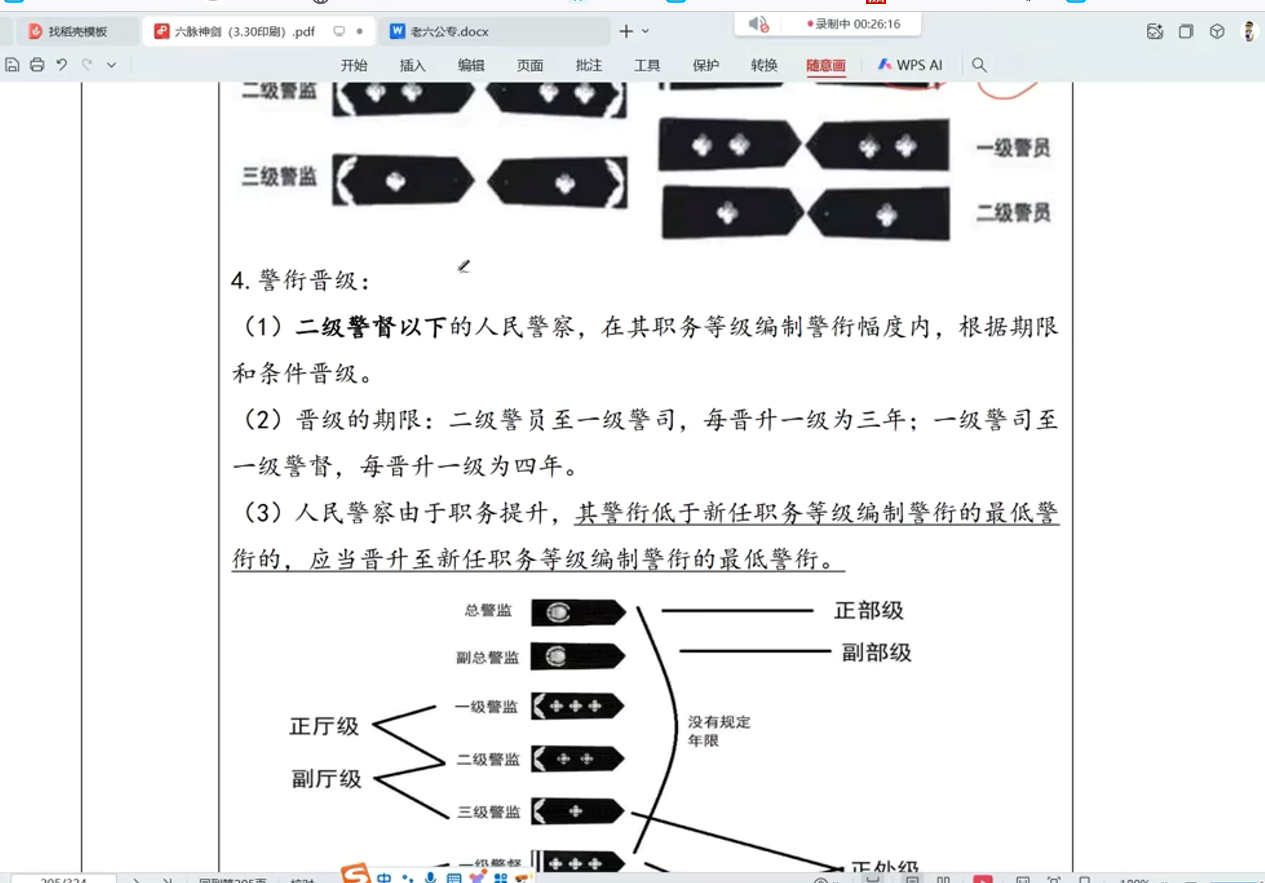 录制中 00:26:16
找稻壳模板
六脉神剑（3.30印刷）.pdf
老六公专.docx
开始 插入 编辑 页面 批注 工具 保护 转换 随意画 WPS AI
二级警监
一级警员
三级警监
二级警员
4. 警衔晋级：
（1）二级警督以下的人民警察，在其职务等级编制警衔幅度内，根据期限
和条件晋级。
（2）晋级的期限：二级警员至一级警司，每晋升一级为三年；一级警司至
一级警督，每晋升一级为四年。
（3）人民警察由于职务提升，其警衔低于新任职务等级编制警衔的最低警
衔的，应当晋升至新任职务等级编制警衔的最低警衔。
总警监 正部级
副总警监 副部级
一级警监
正厅级
没有规定
年限
二级警监
副厅级
三级警监
一级警督 正处级
中
205/324
回到第205页
校对
100%